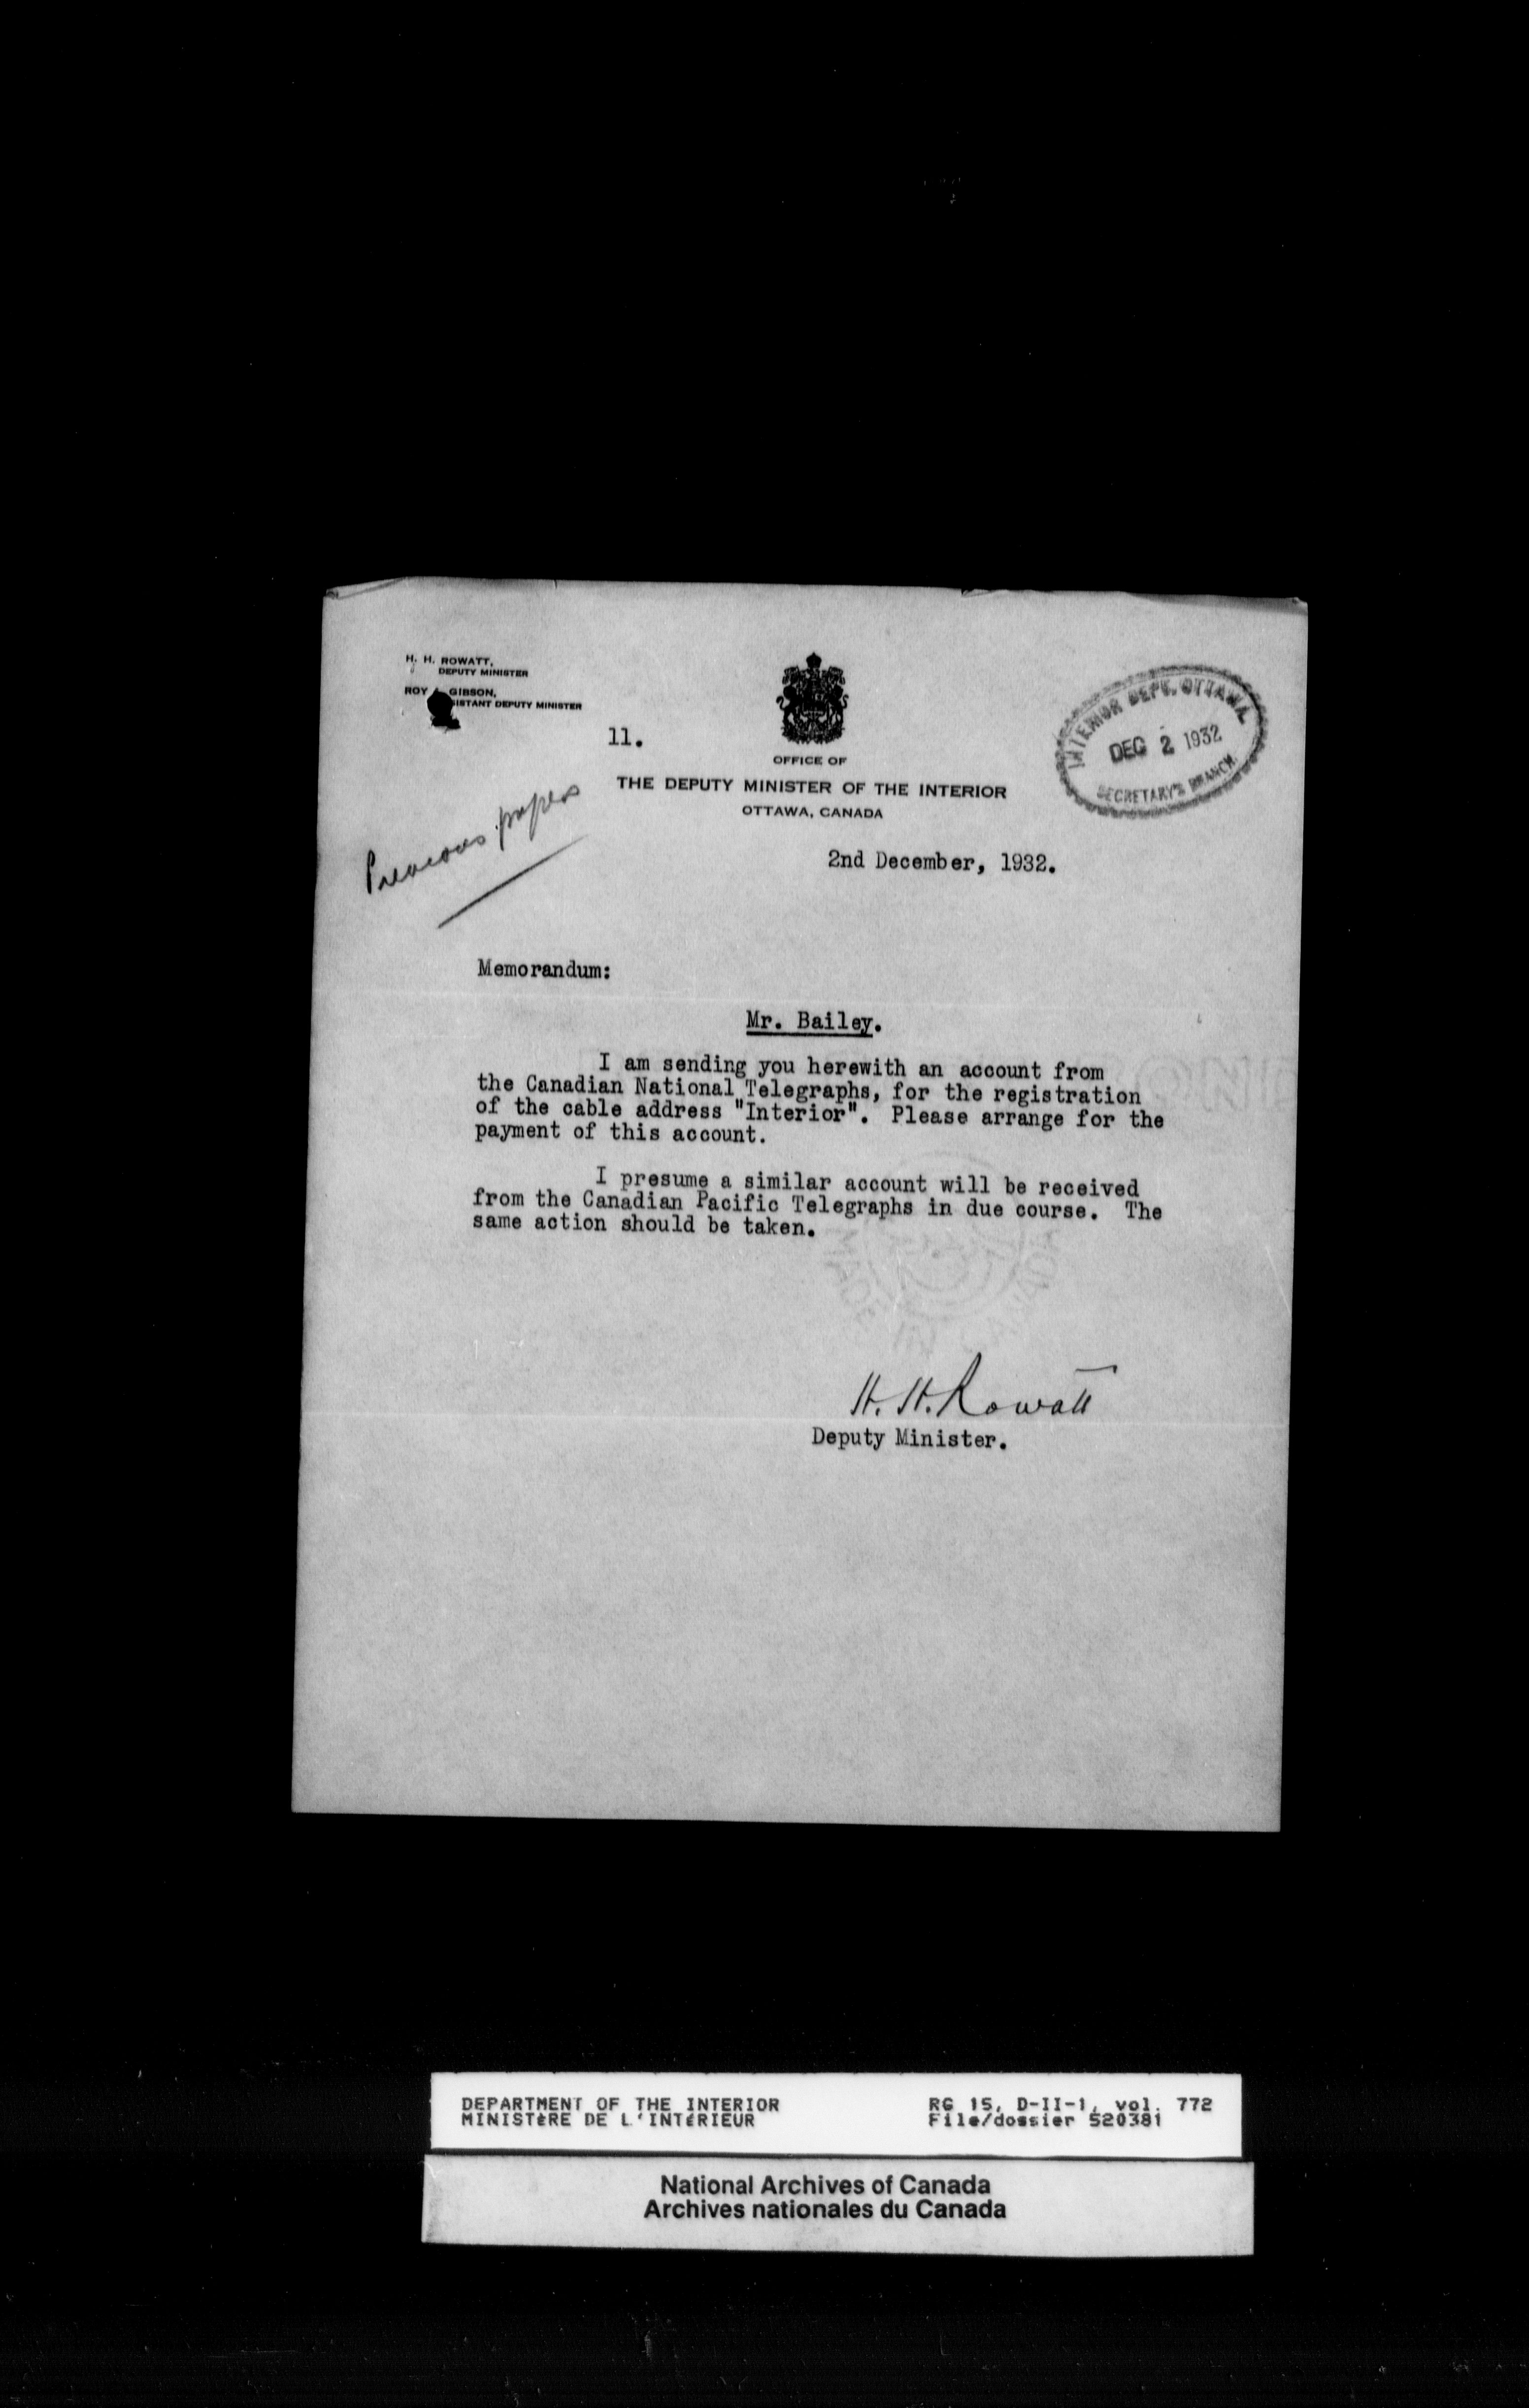 H. H. ROWATT,
DEPUTY MINISTER
ROY GIBSON,
ISTANT DEPUTY MINISTER
11.
OFFICE OF
THE DEPUTY MINISTER OF THE INTERIOR
OTTAWA, CANADA
INTERIOR DEPT. OTTAWA.
DEC 2 1932
SECRETARY'S BRANCH.
Previous papers
2nd December, 1932.
Memorandum:
Mr. Bailey.
I am sending you herewith an account from
the Canadian National Telegraphs, for the registration
of the cable address "Interior". Please arrange for the
payment of this account.
I presume a similar account will be received
from the Canadian Pacific Telegraphs in due course. The
same action should be taken.
H. H. Rowatt
Deputy Minister.
DEPARTMENT OF THE INTERIOR RG 15, D-II-1, vol. 772
MINISTèRE DE L'INTéRIEUR File/dossier 520381
National Archives of Canada
Archives nationales du Canada